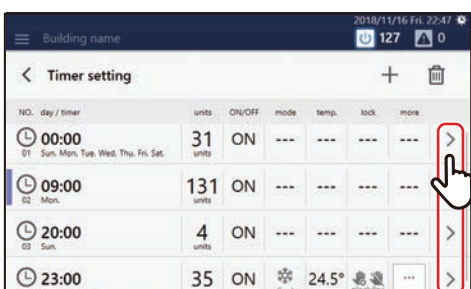 2018/11/16 Fri. 22:47
Building name 127 0
Timer setting
NO. day / timer units ON/OFF mode temp. lock more
00:00 31 ON --- --- --- ---
01 Sun. Mon. Tue. Wed. Thu. Fri. Sat. units
09:00 131 ON --- --- --- ---
02 Mon. units
20:00 4 ON --- --- --- ---
03 Sun. units
23:00 35 ON 24.5° ...